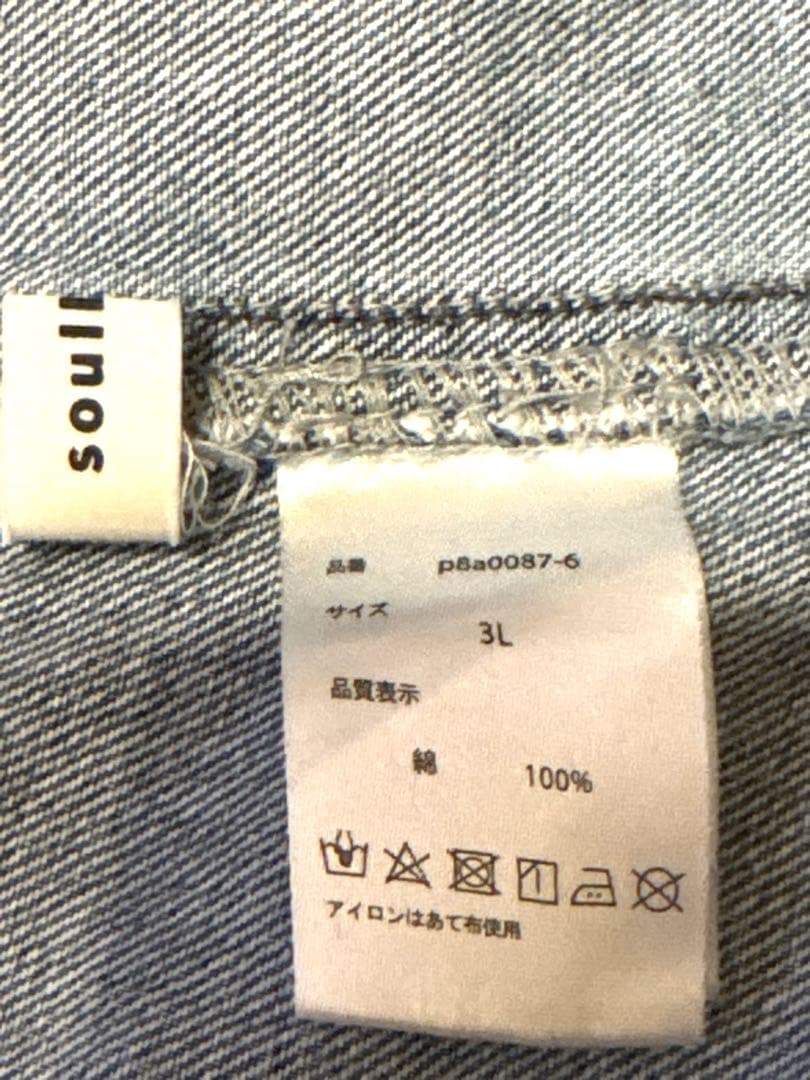 soul
品番 p8a0087-6
サイズ 3L
品質表示
綿 100%
アイロンはあて布使用